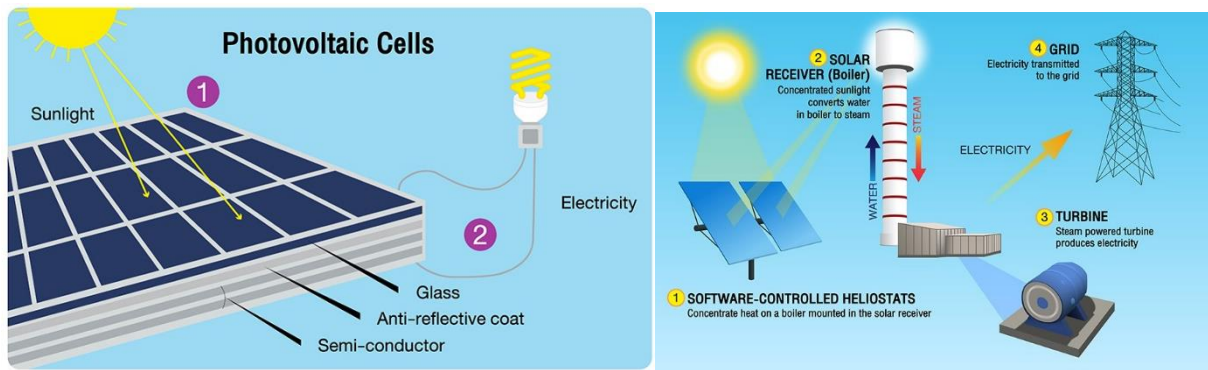 Photovoltaic Cells
1
Sunlight
Electricity
2
Glass
Anti-reflective coat
Semi-conductor
2 SOLAR
RECEIVER (Boiler)
Concentrated sunlight
converts water
in boiler to steam
4 GRID
Electricity transmitted
to the grid
STEAM
WATER
ELECTRICITY
3 TURBINE
Steam powered turbine
produces electricity
1 SOFTWARE-CONTROLLED HELIOSTATS
Concentrate heat on a boiler mounted in the solar receiver